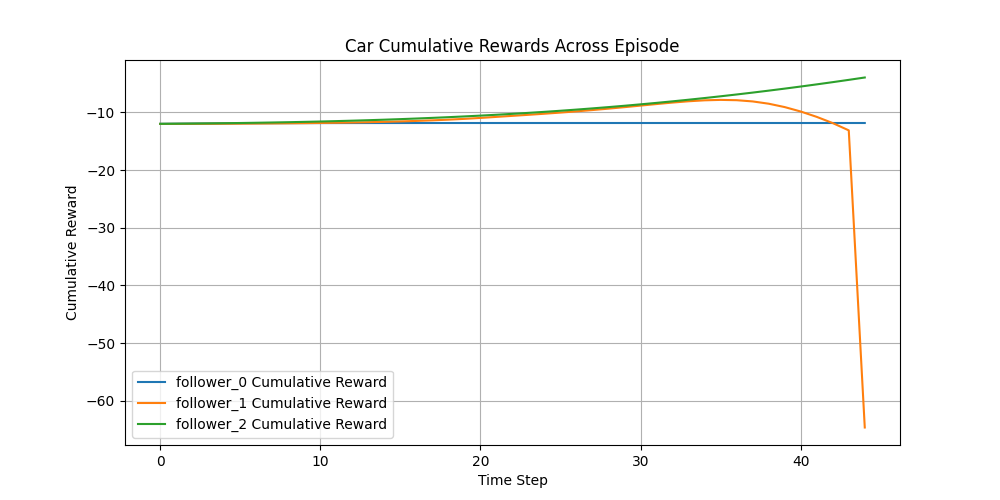 Car Cumulative Rewards Across Episode
Cumulative Reward
−10
−20
−30
−40
−50
−60
follower_0 Cumulative Reward
follower_1 Cumulative Reward
follower_2 Cumulative Reward
0 10 20 30 40
Time Step